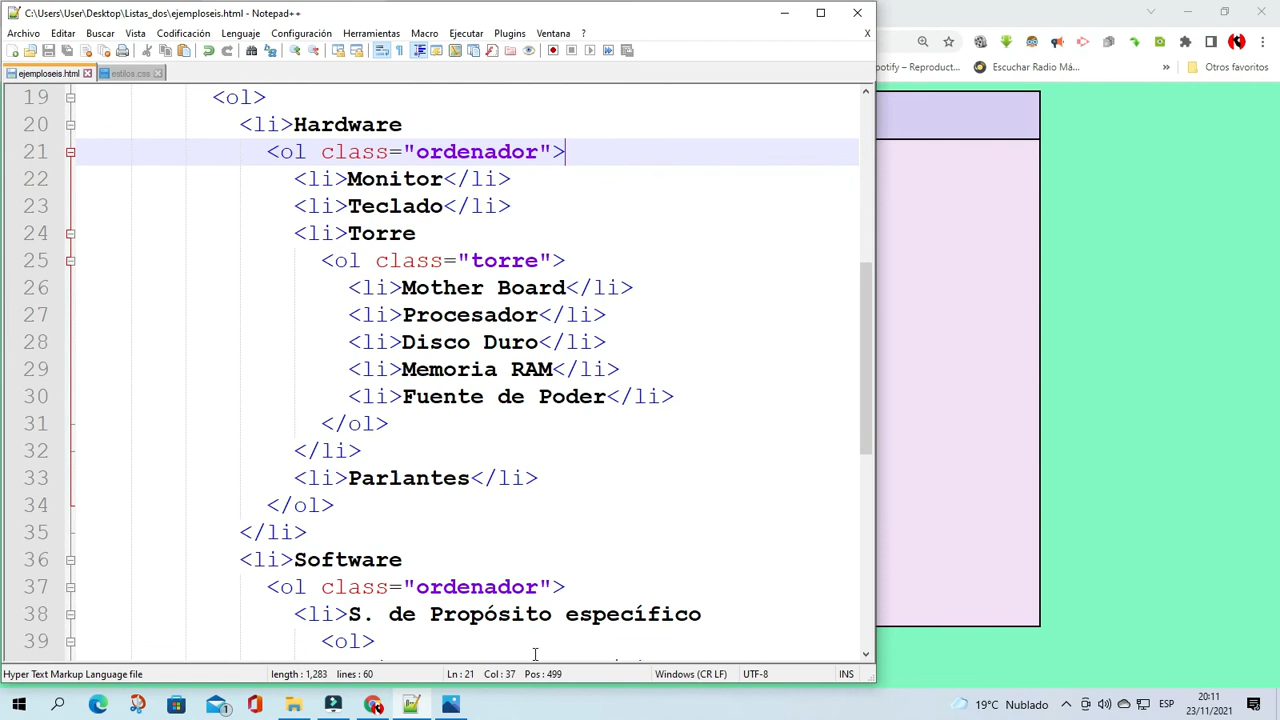 C:\Users\User\Desktop\Listas_dos\ejemploseis.html - Notepad++
Archivo Editar Buscar Vista Codificación Lenguaje Configuración Herramientas Macro Ejecutar Plugins Ventana ? X
ejemploseis.html estilos.css
potify – Reproduct... Escuchar Radio Má... » Otros favoritos
19 <ol>
20 <li>Hardware
21 <ol class="ordenador">
22 <li>Monitor</li>
23 <li>Teclado</li>
24 <li>Torre
25 <ol class="torre">
26 <li>Mother Board</li>
27 <li>Procesador</li>
28 <li>Disco Duro</li>
29 <li>Memoria RAM</li>
30 <li>Fuente de Poder</li>
31 </ol>
32 </li>
33 <li>Parlantes</li>
34 </ol>
35 </li>
36 <li>Software
37 <ol class="ordenador">
38 <li>S. de Propósito específico
39 <ol>
Hyper Text Markup Language file length : 1,283 lines : 60 Ln : 21 Col : 37 Pos : 499 Windows (CR LF) UTF-8 INS
19°C Nublado ESP 20:11
23/11/2021